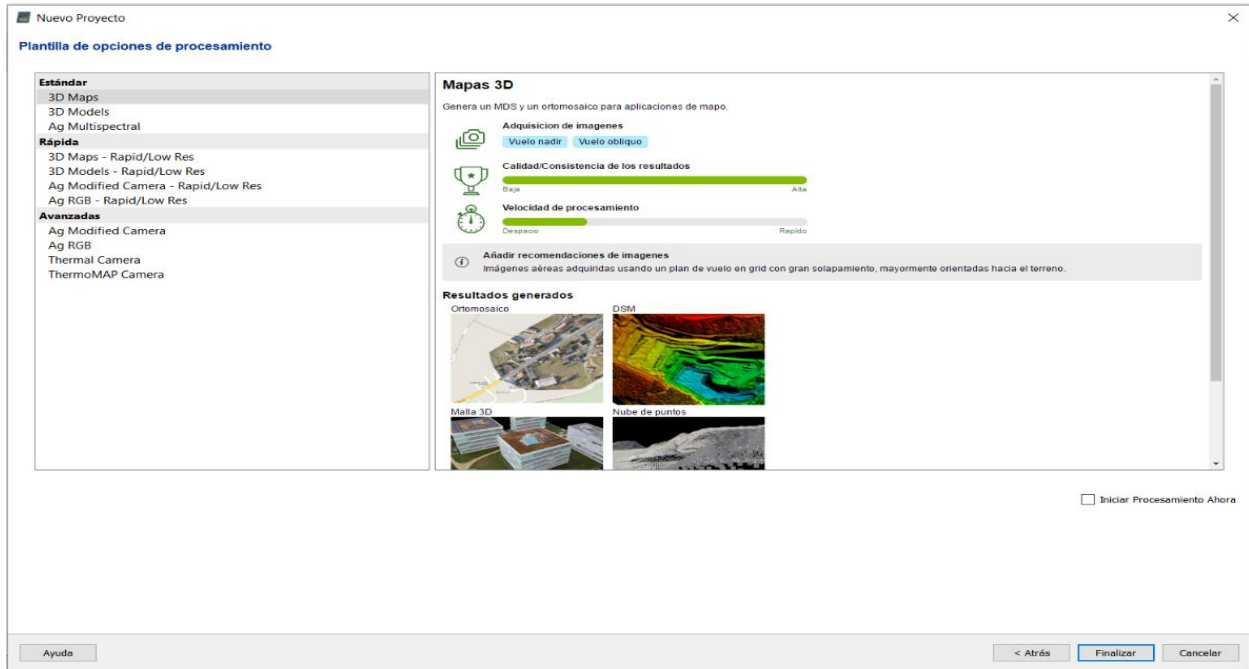 Nuevo Proyecto
Plantilla de opciones de procesamiento
Estándar
3D Maps
3D Models
Ag Multispectral
Rápida
3D Maps - Rapid/Low Res
3D Models - Rapid/Low Res
Ag Modified Camera - Rapid/Low Res
Ag RGB - Rapid/Low Res
Avanzadas
Ag Modified Camera
Ag RGB
Thermal Camera
ThermoMAP Camera
Mapas 3D
Genera un MDS y un ortomosaico para aplicaciones de mapo.
Adquisicion de imagenes
Vuelo nadir Vuelo obliquo
Calidad/Consistencia de los resultados
Baja Alta
Velocidad de procesamiento
Despacio Rapido
Añadir recomendaciones de imagenes
Imágenes aéreas adquiridas usando un plan de vuelo en grid con gran solapamiento, mayormente orientadas hacia el terreno.
Resultados generados
Ortomosaico DSM
Malla 3D Nube de puntos
Iniciar Procesamiento Ahora
Ayuda < Atrás Finalizar Cancelar